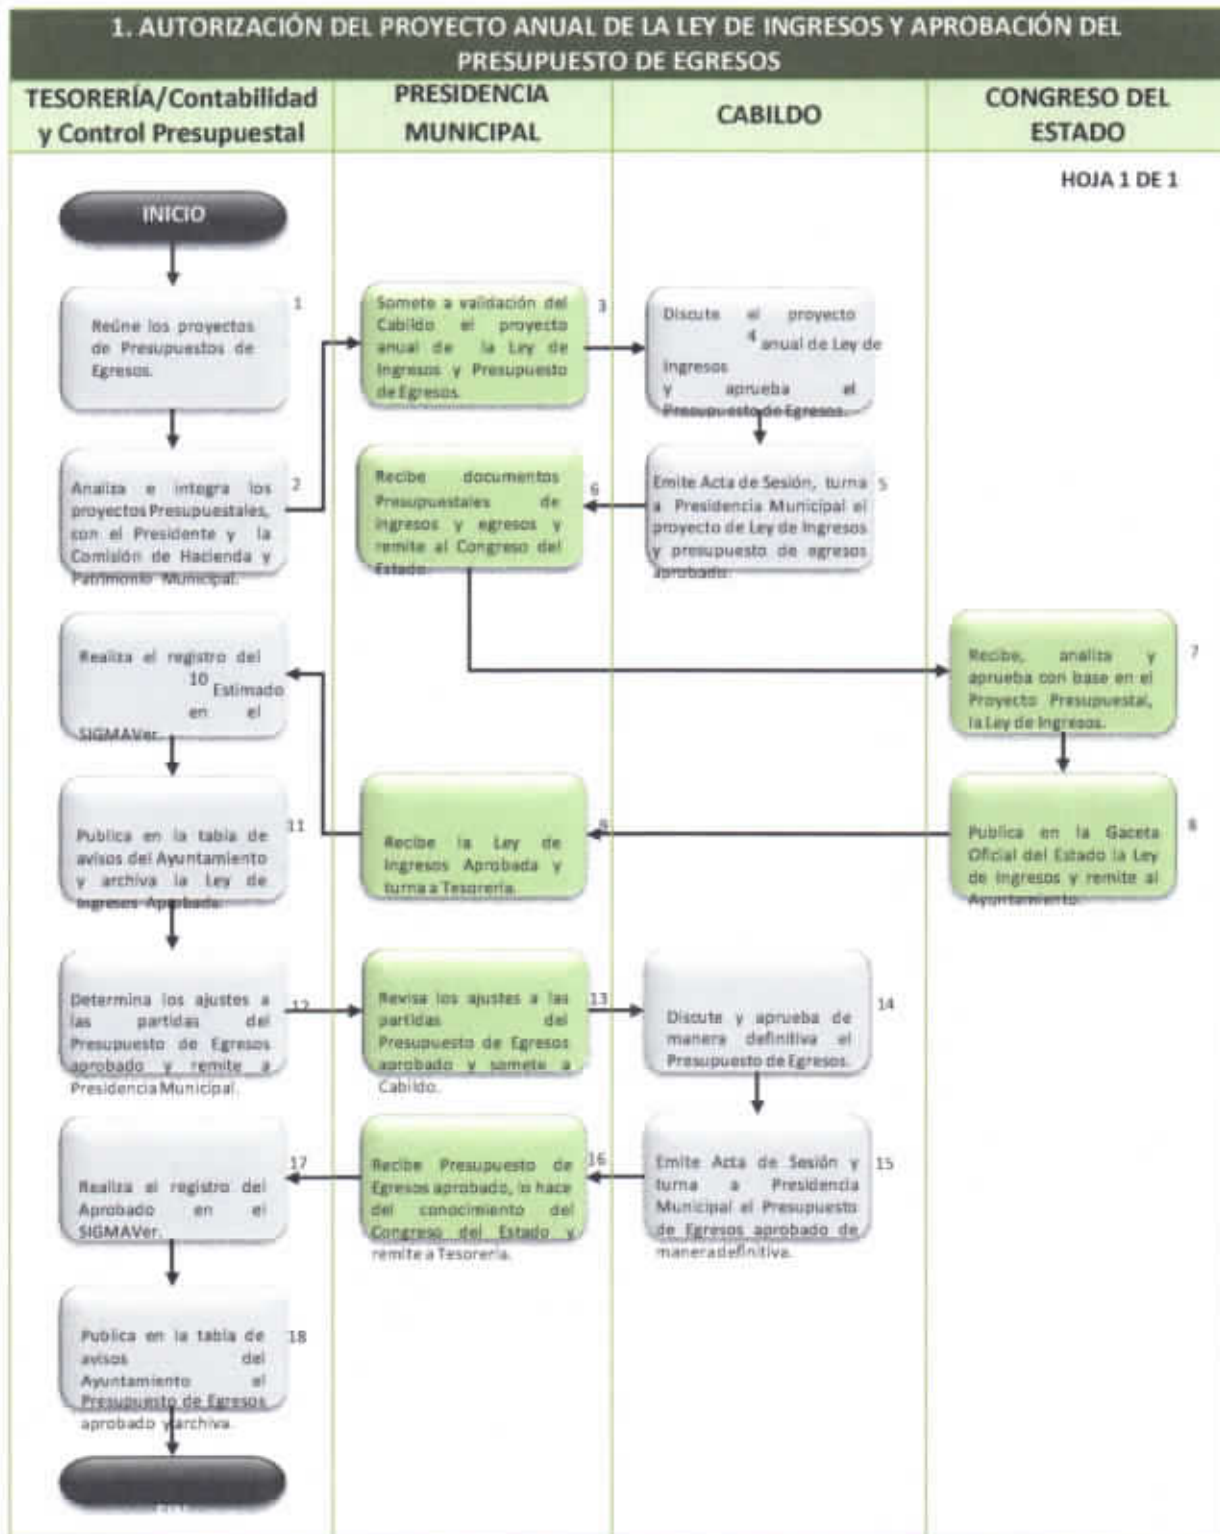 1. AUTORIZACIÓN DEL PROYECTO ANUAL DE LA LEY DE INGRESOS Y APROBACIÓN DEL
PRESUPUESTO DE EGRESOS
TESORERÍA/Contabilidad
y Control Presupuestal
PRESIDENCIA
MUNICIPAL
CABILDO
CONGRESO DEL
ESTADO
HOJA 1 DE 1
INICIO
1
Reúne los proyectos
de Presupuestos de
Egresos.
2
Analiza e integra los
proyectos Presupuestales,
con el Presidente y la
Comisión de Hacienda y
Patrimonio Municipal.
3
Somete a validación del
Cabildo el proyecto
anual de la Ley de
Ingresos y Presupuesto
de Egresos.
Discute el proyecto
4 anual de Ley de
Ingresos
y aprueba el
Presupuesto de Egresos.
5
Emite Acta de Sesión, turna
a Presidencia Municipal el
proyecto de Ley de Ingresos
y presupuesto de egresos
aprobado.
6
Recibe documentos
Presupuestales de
ingresos y egresos y
remite al Congreso del
Estado.
7
Recibe, analiza y
aprueba con base en el
Proyecto Presupuestal,
la Ley de Ingresos.
8
Publica en la Gaceta
Oficial del Estado la Ley
de Ingresos y remite al
Ayuntamiento.
9
Recibe la Ley de
Ingresos Aprobada y
turna a Tesorería.
Realiza el registro del
10 Estimado
en el
SIGMAVer.
11
Publica en la tabla de
avisos del Ayuntamiento
y archiva la Ley de
Ingresos Aprobada.
12
Determina los ajustes a
las partidas del
Presupuesto de Egresos
aprobado y remite a
Presidencia Municipal.
13
Revisa los ajustes a las
partidas del
Presupuesto de Egresos
aprobado y somete a
Cabildo.
14
Discute y aprueba de
manera definitiva el
Presupuesto de Egresos.
15
Emite Acta de Sesión y
turna a Presidencia
Municipal el Presupuesto
de Egresos aprobado de
manera definitiva.
16
Recibe Presupuesto de
Egresos aprobado, lo hace
del conocimiento del
Congreso del Estado y
remite a Tesorería.
17
Realiza el registro del
Aprobado en el
SIGMAVer.
18
Publica en la tabla de
avisos del
Ayuntamiento el
Presupuesto de Egresos
aprobado y archiva.